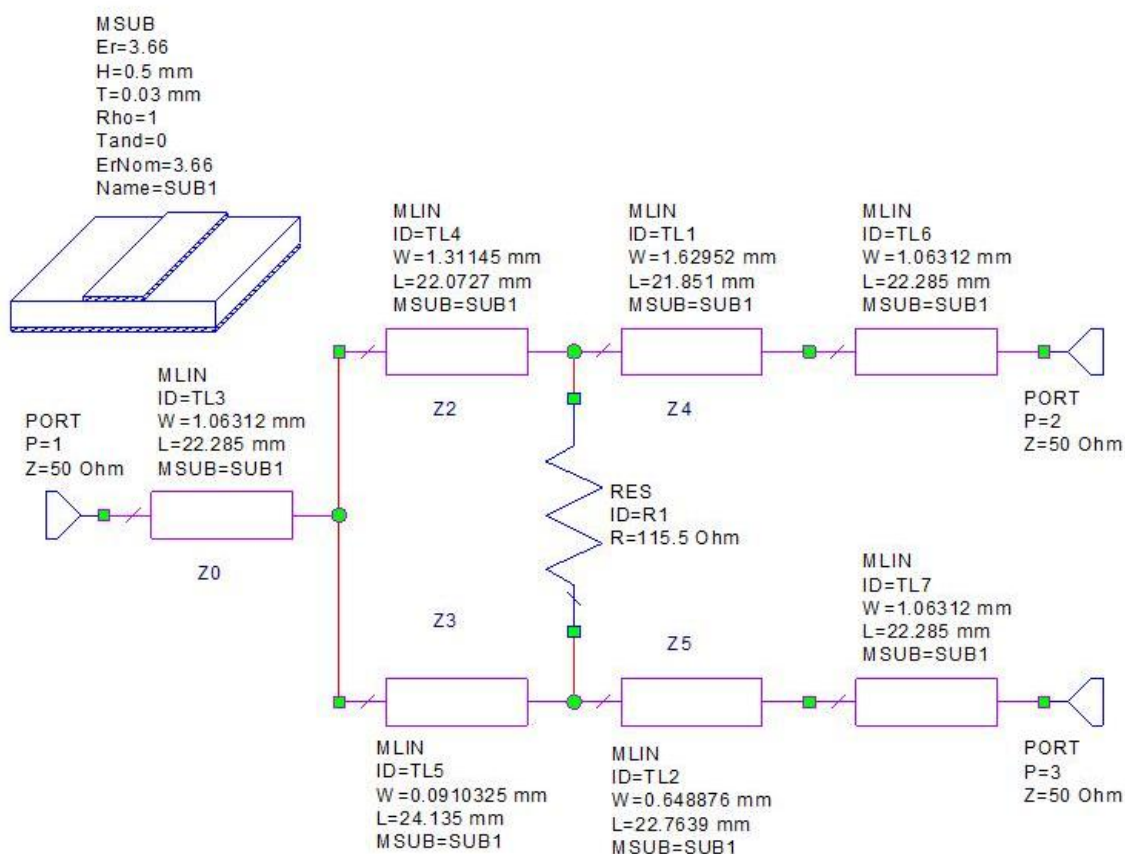 MSUB
Er=3.66
H=0.5 mm
T=0.03 mm
Rho=1
Tand=0
ErNom=3.66
Name=SUB1
MLIN
ID=TL4
W=1.31145 mm
L=22.0727 mm
MSUB=SUB1
MLIN
ID=TL1
W=1.62952 mm
L=21.851 mm
MSUB=SUB1
MLIN
ID=TL6
W=1.06312 mm
L=22.285 mm
MSUB=SUB1
Z2
Z4
PORT
P=2
Z=50 Ohm
MLIN
ID=TL3
W=1.06312 mm
L=22.285 mm
MSUB=SUB1
PORT
P=1
Z=50 Ohm
Z0
RES
ID=R1
R=115.5 Ohm
Z3
Z5
MLIN
ID=TL7
W=1.06312 mm
L=22.285 mm
MSUB=SUB1
MLIN
ID=TL5
W=0.0910325 mm
L=24.135 mm
MSUB=SUB1
MLIN
ID=TL2
W=0.648876 mm
L=22.7639 mm
MSUB=SUB1
PORT
P=3
Z=50 Ohm